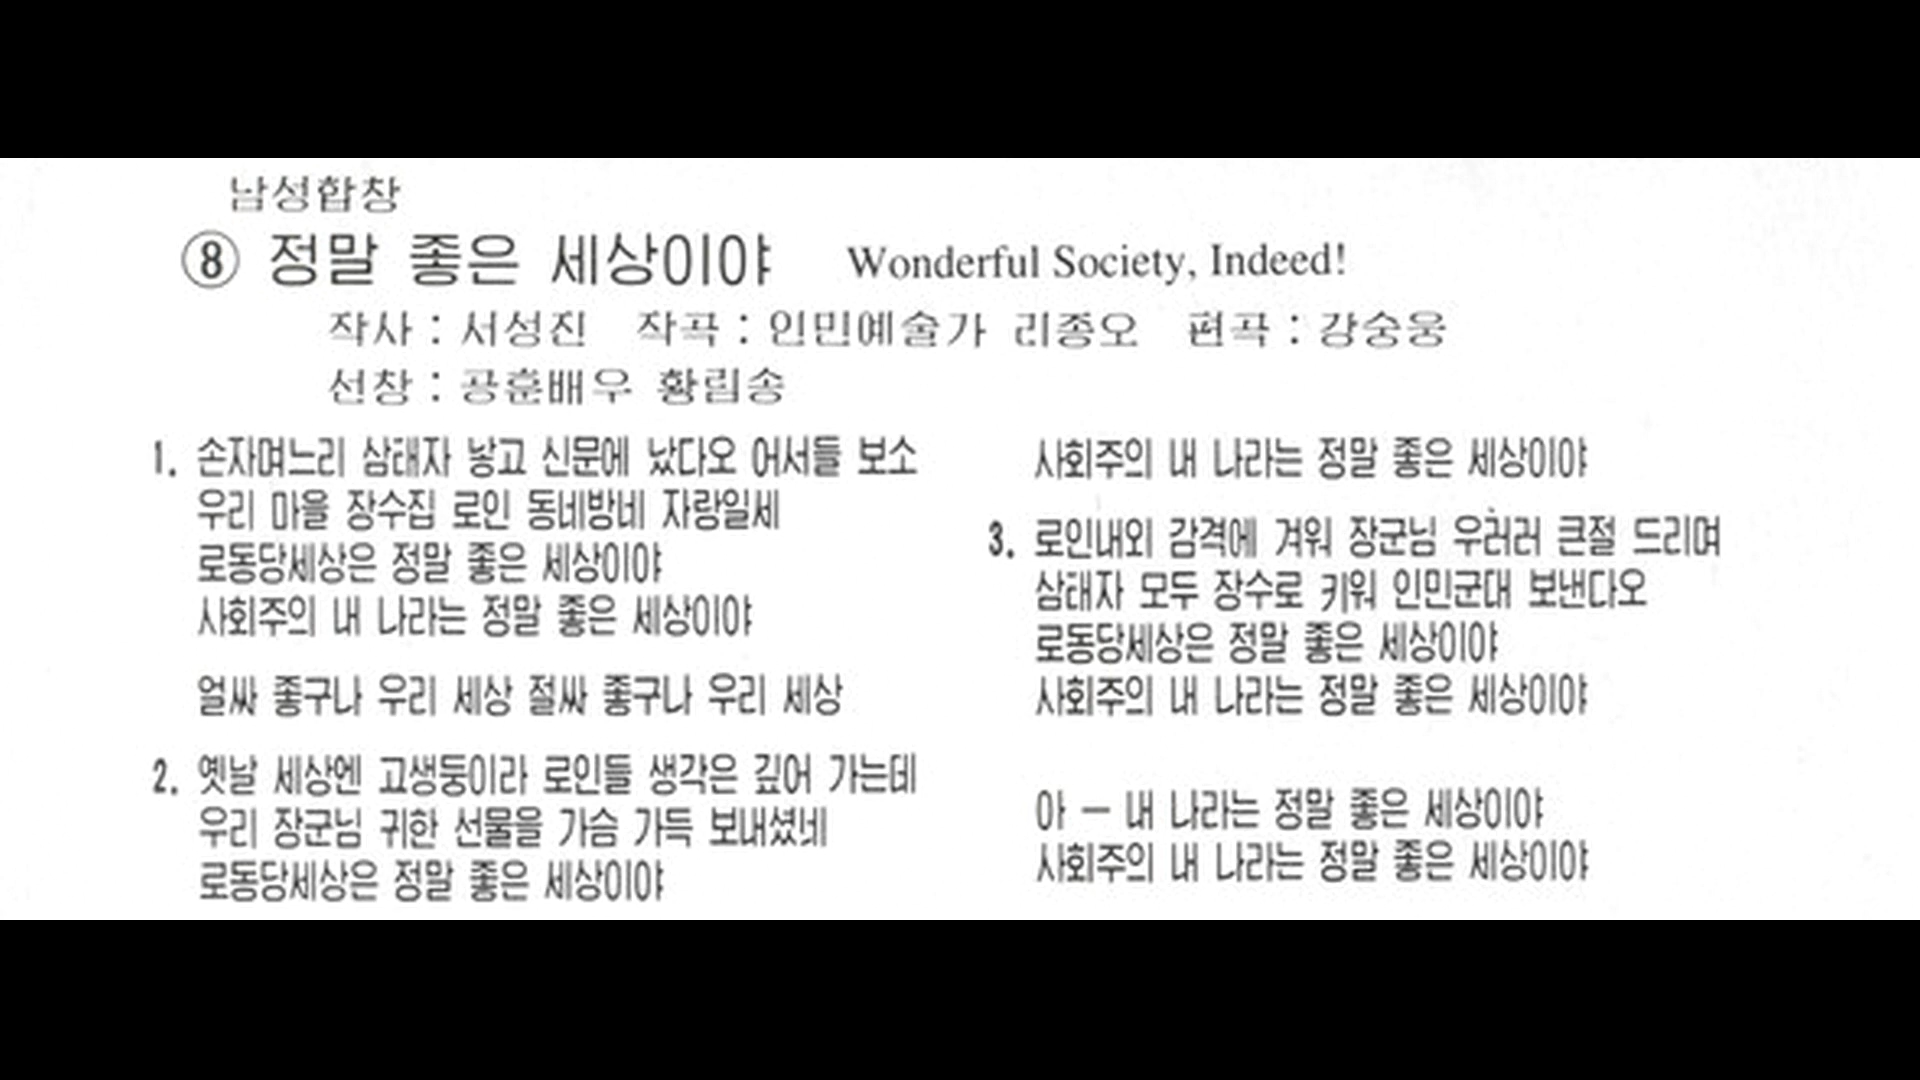 남성합창
⑧ 정말 좋은 세상이야 Wonderful Society, Indeed!
작사 : 서성진 작곡 : 인민예술가 리종오 편곡 : 강숭웅
선창 : 공훈배우 황림송
1. 손자며느리 삼태자 낳고 신문에 났다오 어서들 보소
우리 마을 장수집 로인 동네방네 자랑일세
로동당세상은 정말 좋은 세상이야
사회주의 내 나라는 정말 좋은 세상이야
얼싸 좋구나 우리 세상 절싸 좋구나 우리 세상
2. 옛날 세상엔 고생둥이라 로인들 생각은 깊어 가는데
우리 장군님 귀한 선물을 가슴 가득 보내셨네
로동당세상은 정말 좋은 세상이야
사회주의 내 나라는 정말 좋은 세상이야
3. 로인내외 감격에 겨워 장군님 우러러 큰절 드리며
삼태자 모두 장수로 키워 인민군대 보낸다오
로동당세상은 정말 좋은 세상이야
사회주의 내 나라는 정말 좋은 세상이야
아 — 내 나라는 정말 좋은 세상이야
사회주의 내 나라는 정말 좋은 세상이야